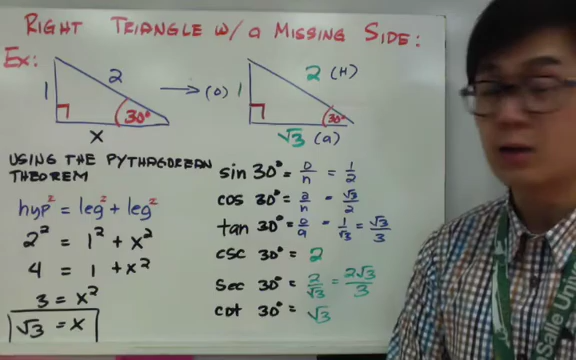 RIGHT TRIANGLE W/ A MISSING SIDE:
Ex:
1 2 30° x
(O) 1 2 (H) 30° √3 (a)
USING THE PYTHAGOREAN
THEOREM
hyp² = leg² + leg²
2² = 1² + x²
4 = 1 + x²
3 = x²
√3 = x
sin 30° = O/h = 1/2
cos 30° = a/h = √3/2
tan 30° = O/a = 1/√3 = √3/3
csc 30° = 2
sec 30° = 2/√3 = 2√3/3
cot 30° = √3
Salle Univ